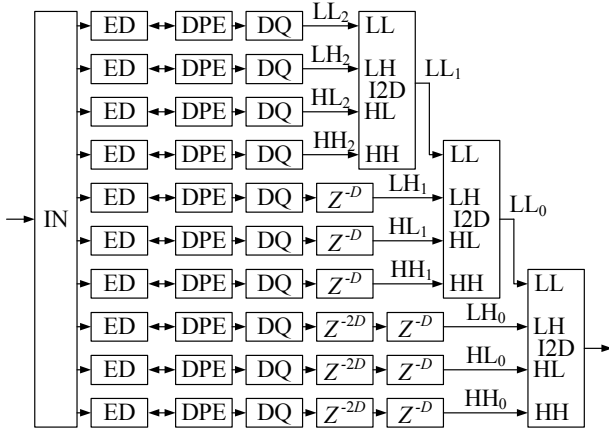 ED DPE DQ LL₂ LL
ED DPE DQ LH₂ LH LL₁
I2D
ED DPE DQ HL₂ HL
ED DPE DQ HH₂ HH LL
IN ED DPE DQ Z⁻ᴰ LH₁ LH LL₀
I2D
ED DPE DQ Z⁻ᴰ HL₁ HL
ED DPE DQ Z⁻ᴰ HH₁ HH LL
ED DPE DQ Z⁻²ᴰ Z⁻ᴰ LH₀ LH
I2D
ED DPE DQ Z⁻²ᴰ Z⁻ᴰ HL₀ HL
ED DPE DQ Z⁻²ᴰ Z⁻ᴰ HH₀ HH